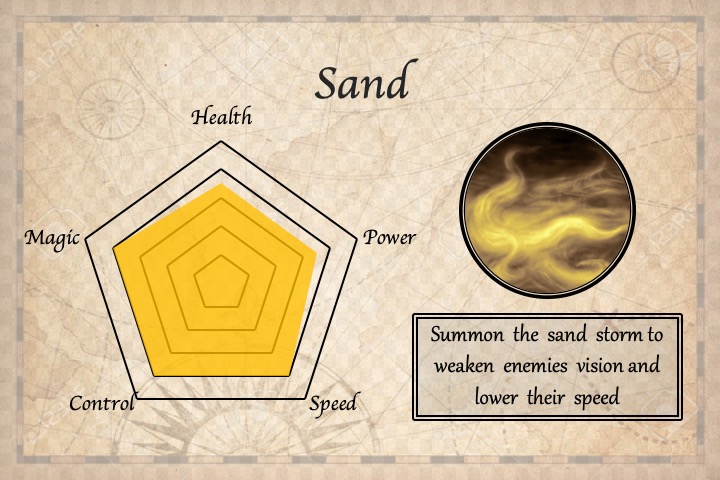 Sand
Health
Magic
Power
Control
Speed
Summon the sand storm to
weaken enemies vision and
lower their speed